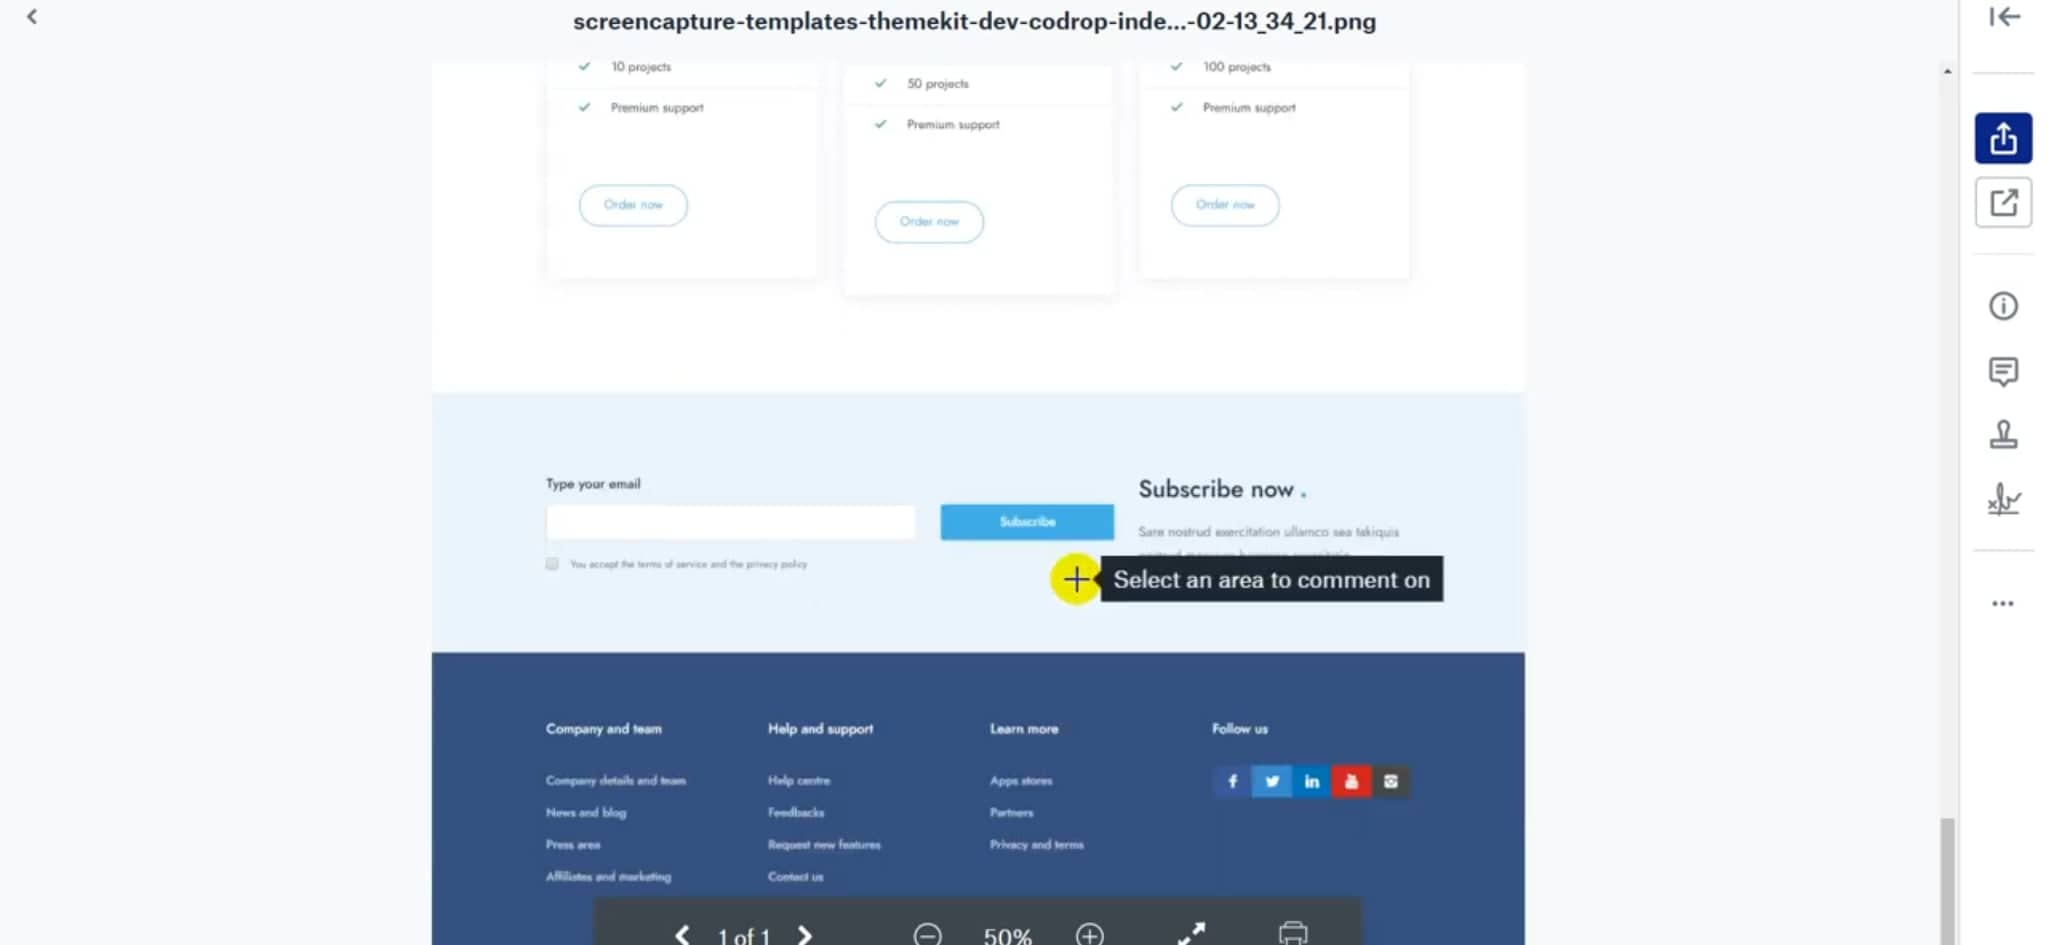 screencapture-templates-themekit-dev-codrop-inde...-02-13_34_21.png
10 projects
Premium support
Order now
50 projects
Premium support
Order now
100 projects
Premium support
Order now
Type your email
Subscribe
You accept the terms of service and the privacy policy
Subscribe now .
Sare nostrud exercitation ullamco sea takiquis
Select an area to comment on
Company and team
Company details and team
News and blog
Press area
Affiliates and marketing
Help and support
Help centre
Feedbacks
Request new features
Contact us
Learn more
Apps stores
Partners
Privacy and terms
Follow us
1 of 1
50%